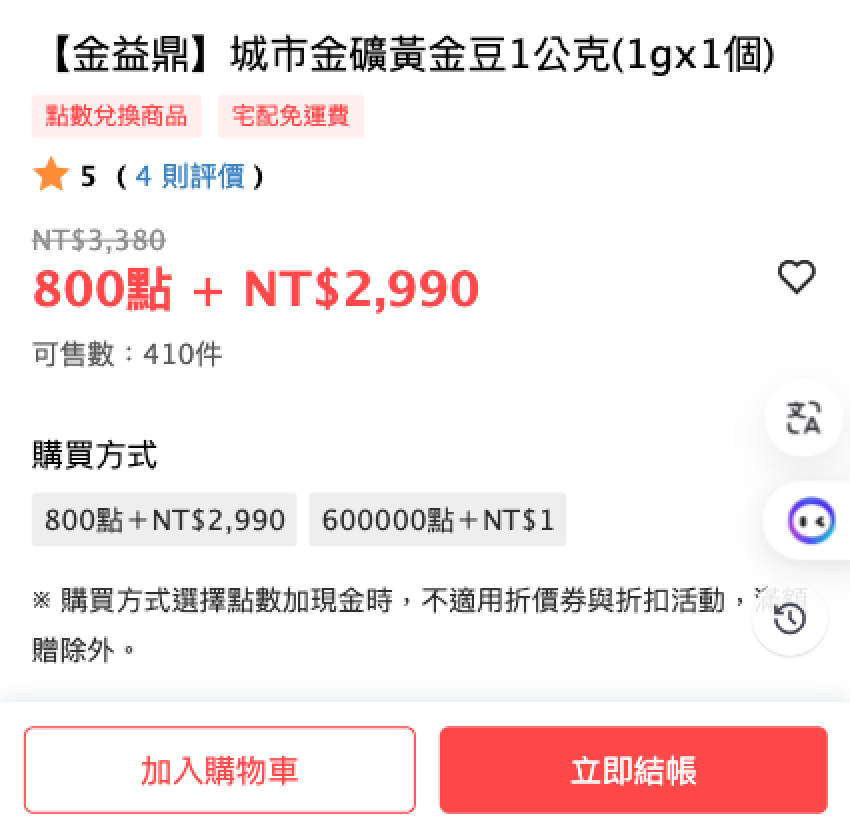 【金益鼎】城市金礦黃金豆1公克(1gx1個)
點數兌換商品 宅配免運費
5 ( 4 則評價 )
NT$3,380
800點 + NT$2,990
可售數：410件
購買方式
800點＋NT$2,990 600000點＋NT$1
※ 購買方式選擇點數加現金時，不適用折價券與折扣活動，滿額
贈除外。
加入購物車 立即結帳